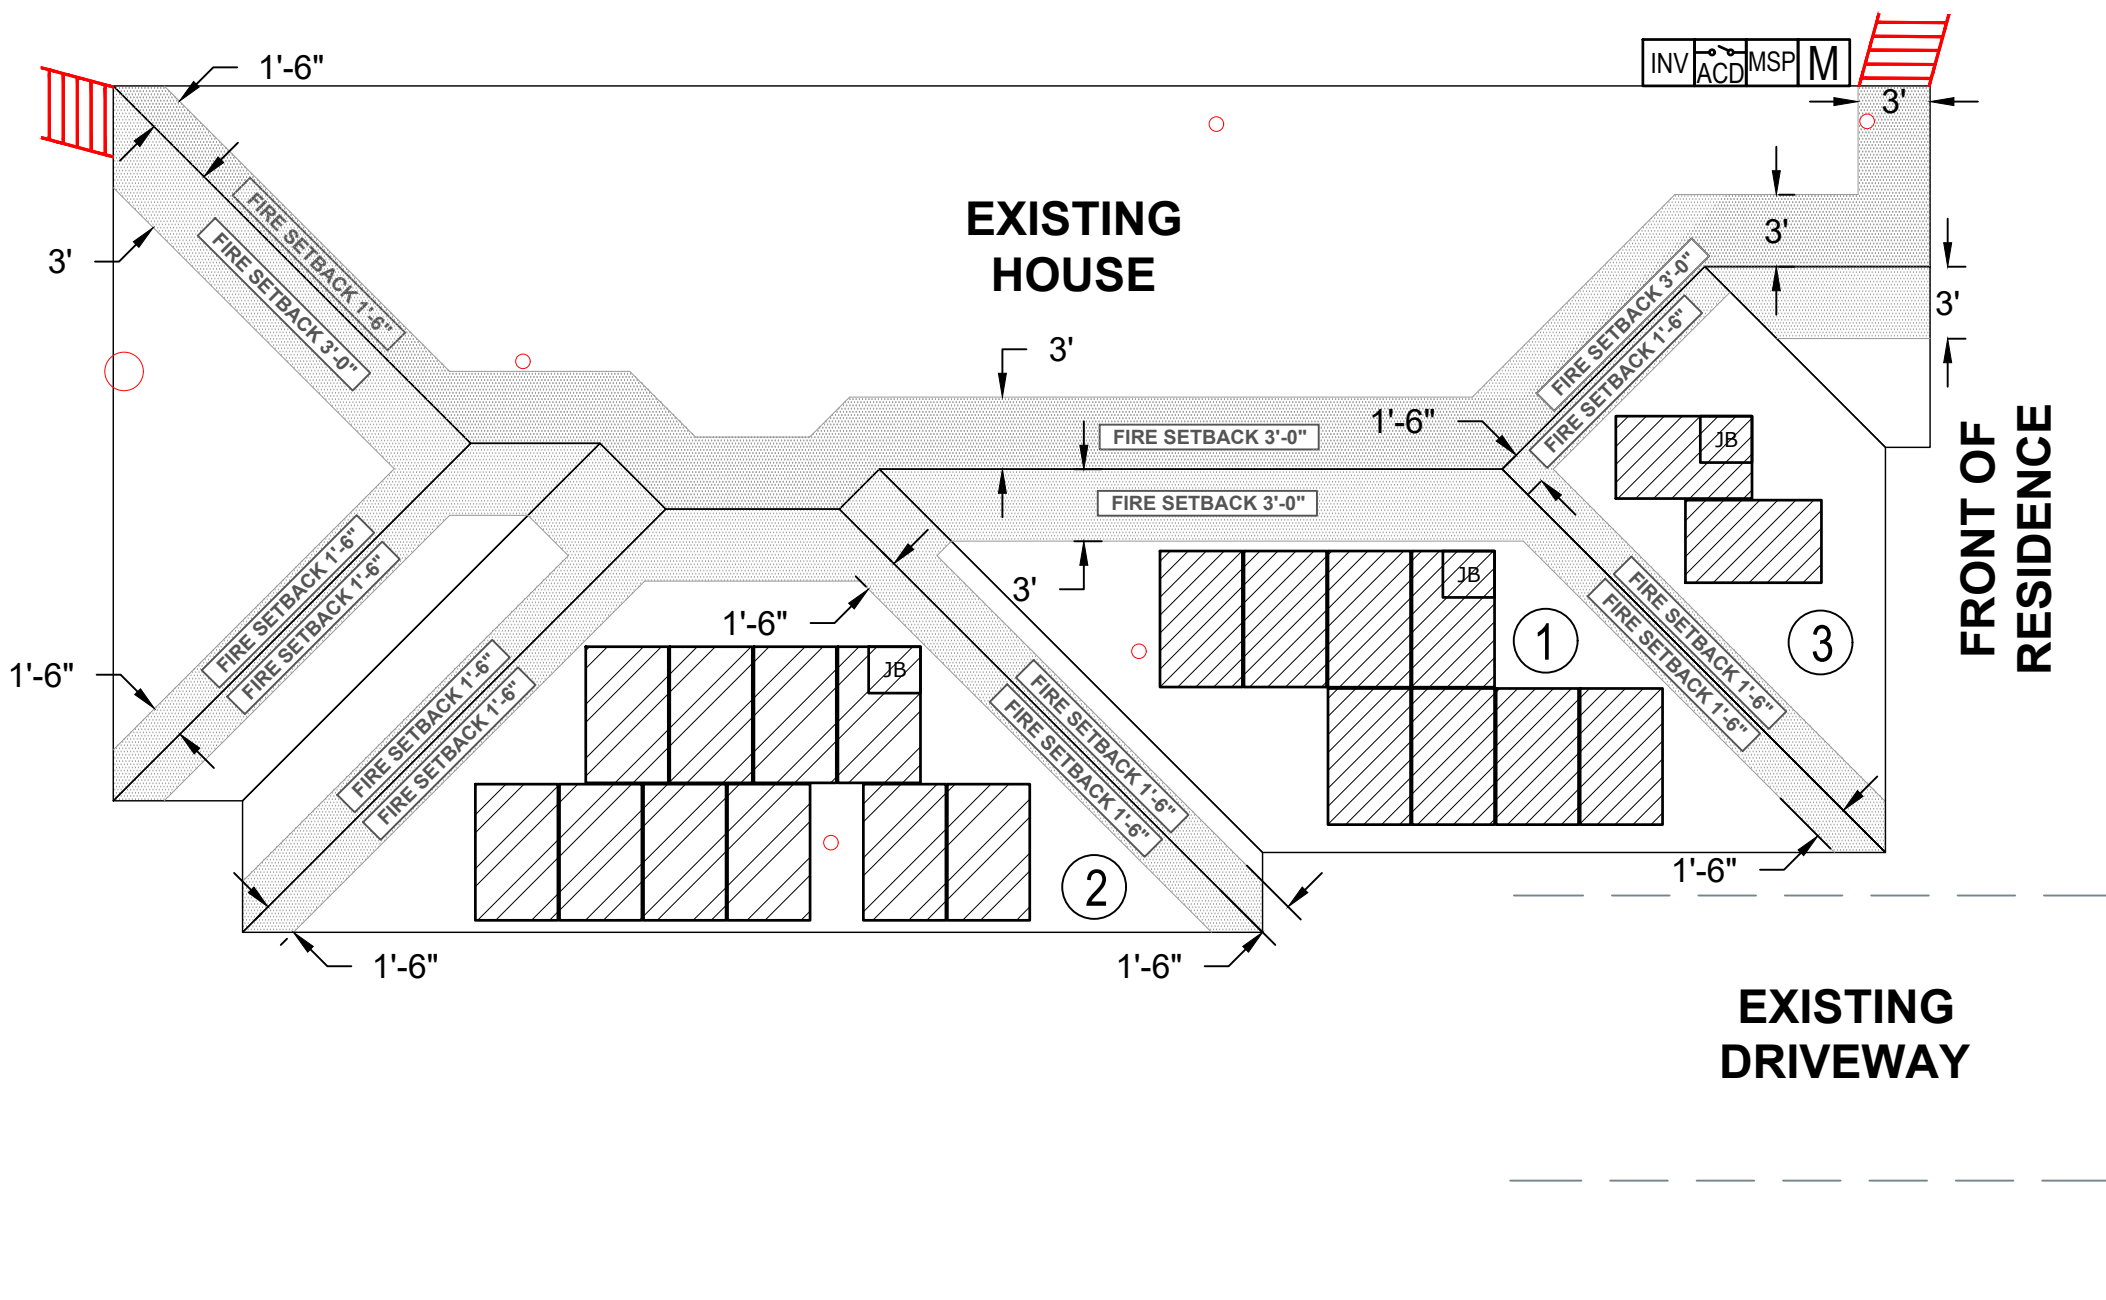 1'-6"
INV
ACD
MSP
M
3'
FIRE SETBACK 1'-6"
FIRE SETBACK 3'-0"
3'
EXISTING
HOUSE
3'
3'
3'
FIRE SETBACK 3'-0"
FIRE SETBACK 1'-6"
1'-6"
FIRE SETBACK 3'-0"
FIRE SETBACK 3'-0"
3'
JB
FRONT OF
RESIDENCE
JB
1
3
FIRE SETBACK 1'-6"
FIRE SETBACK 1'-6"
1'-6"
1'-6"
FIRE SETBACK 1'-6"
FIRE SETBACK 1'-6"
JB
FIRE SETBACK 1'-6"
FIRE SETBACK 1'-6"
FIRE SETBACK 1'-6"
FIRE SETBACK 1'-6"
2
1'-6"
1'-6"
1'-6"
EXISTING
DRIVEWAY